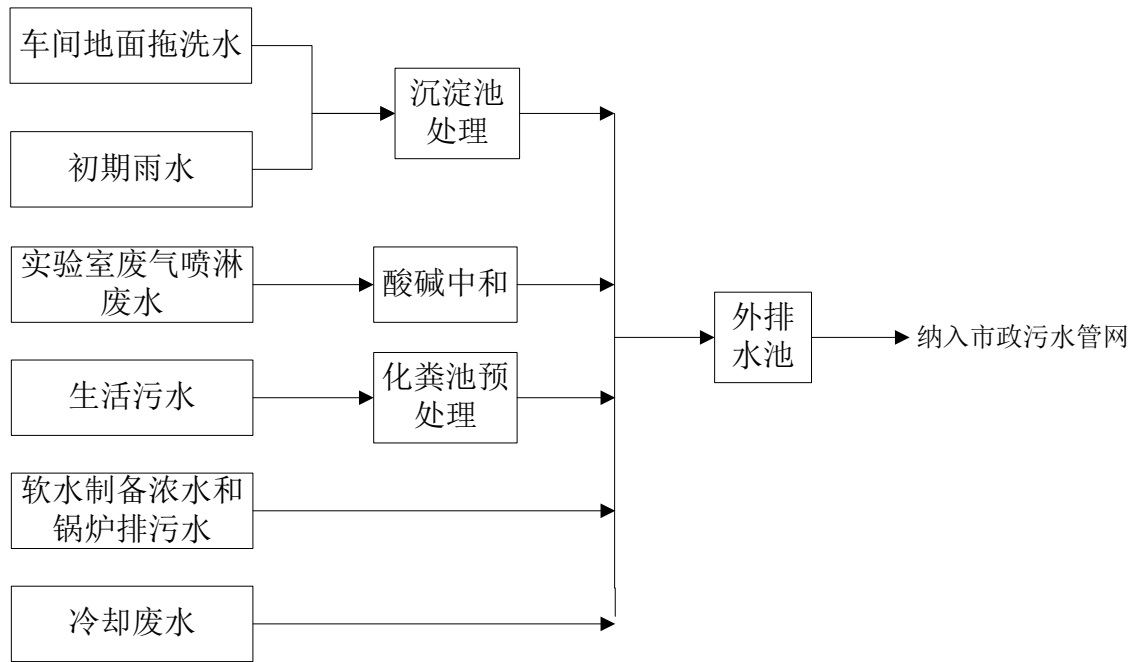 车间地面拖洗水
初期雨水
沉淀池
处理
实验室废气喷淋
废水
酸碱中和
生活污水
化粪池预
处理
软水制备浓水和
锅炉排污水
冷却废水
外排
水池
纳入市政污水管网